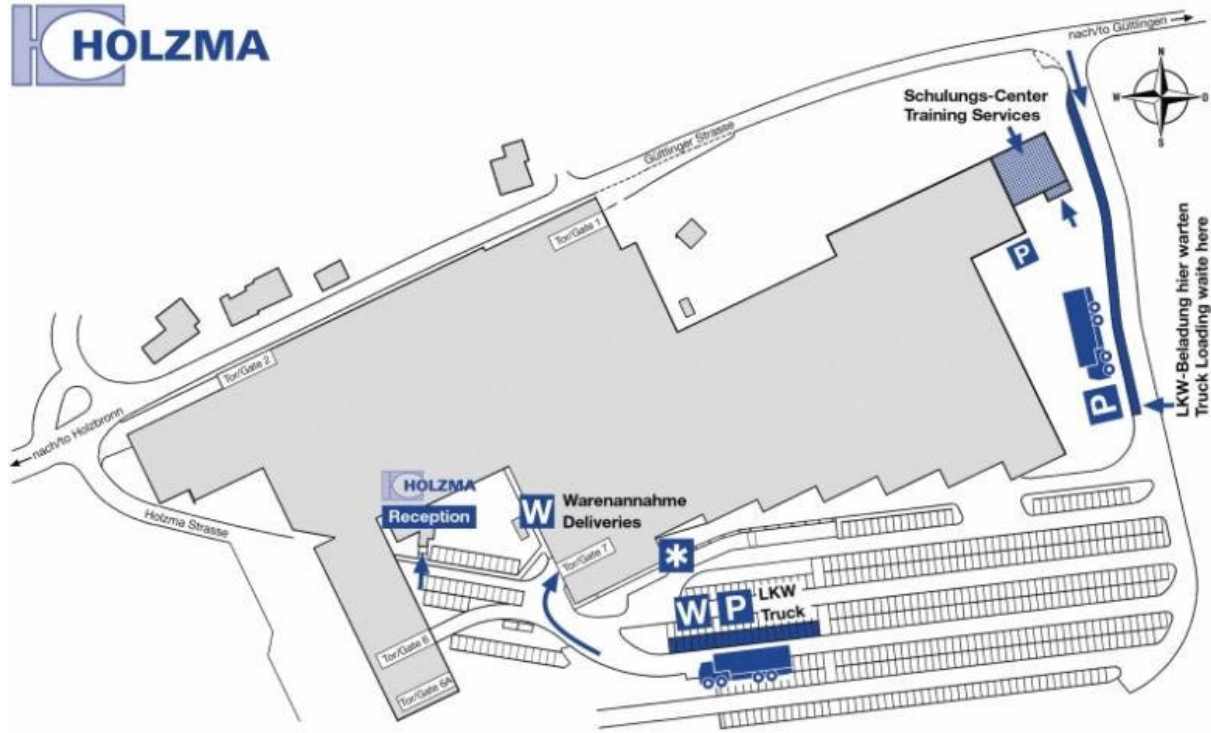 HOLZMA
nach/to Gültlingen
N
W
O
S
Schulungs-Center
Training Services
Gültlinger Strasse
Tor/Gate 1
P
LKW-Beladung hier warten
Truck Loading waite here
Tor/Gate 2
P
nach/to Holzbronn
HOLZMA
Reception
W
Warenannahme
Deliveries
Holzma Strasse
Tor/Gate 7
*
W
P
LKW
Truck
Tor/Gate 6
Tor/Gate 6A